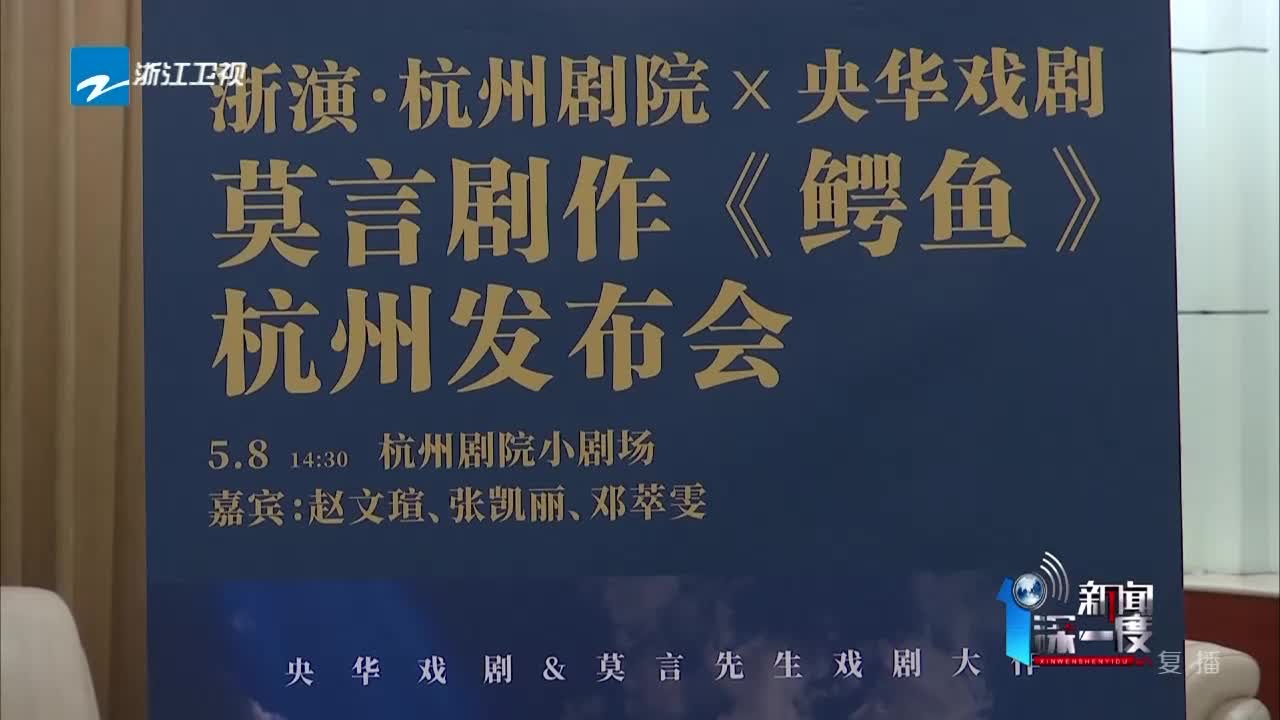 浙江卫视
浙演·杭州剧院×央华戏剧
莫言剧作《鳄鱼》
杭州发布会
5.8 14:30 杭州剧院小剧场
嘉宾:赵文瑄、张凯丽、邓萃雯
央华戏剧&莫言先生戏剧大作
新闻
深一度
XINWENSHENYIDU
复播